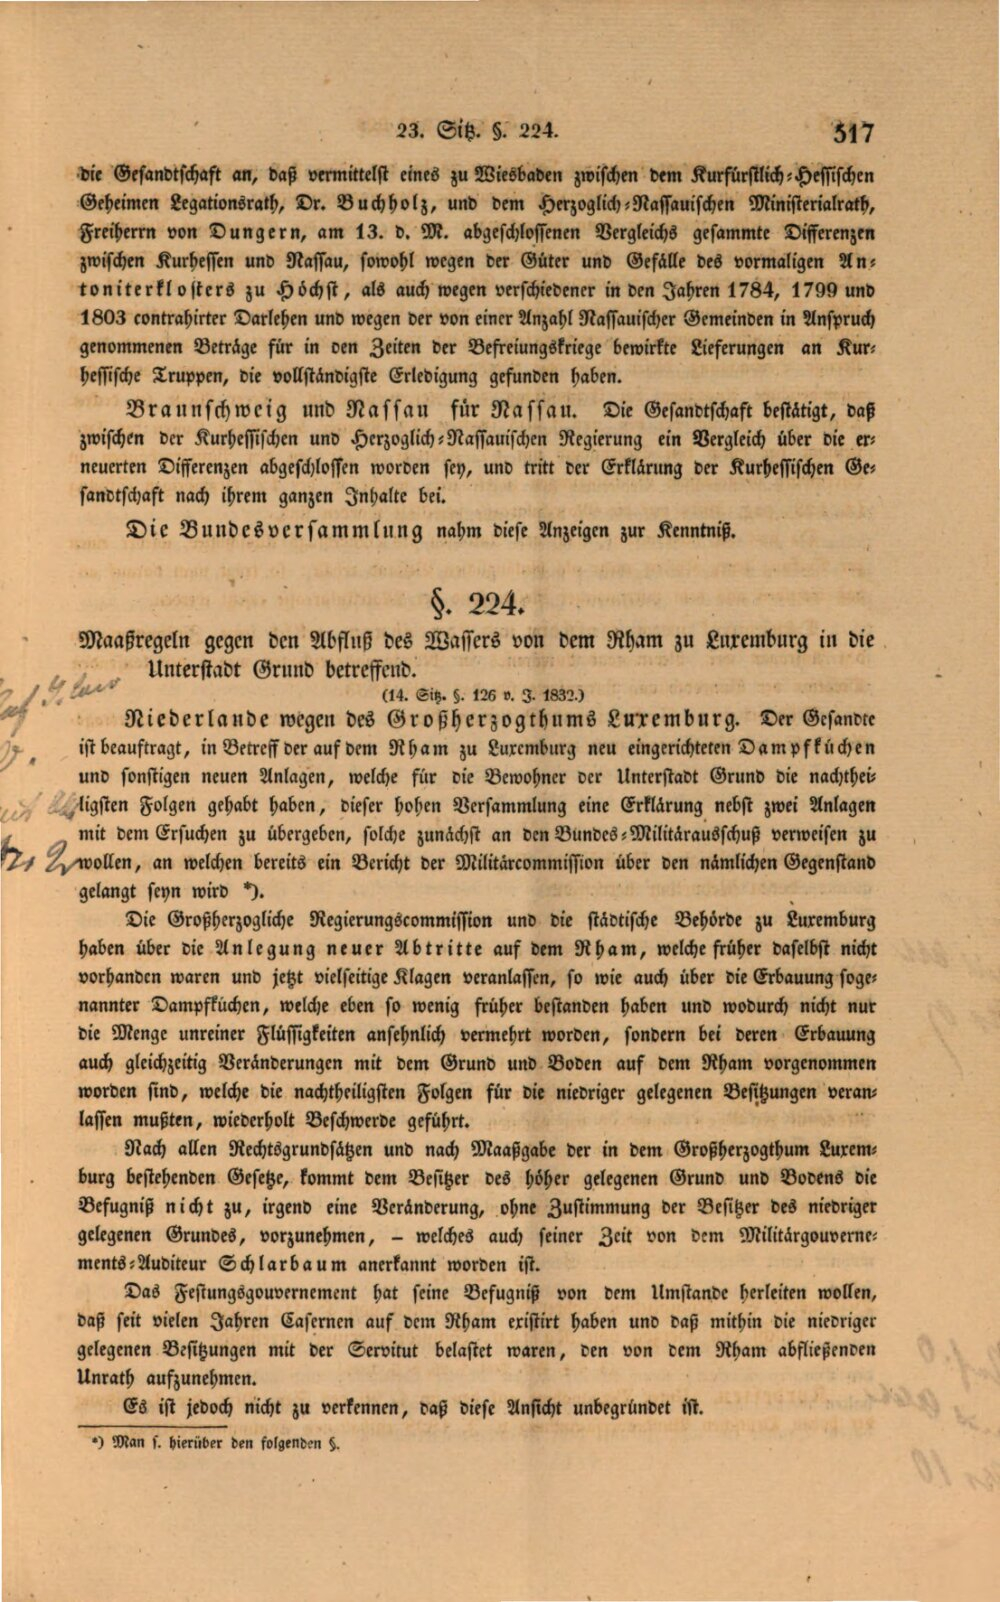 23. Sitz. §. 224.
517
die Gesandtschaft an, daß vermittelst eines zu Wiesbaden zwischen dem Kurfürstlich-Hessischen
Geheimen Legationsrath, Dr. Buchholz, und dem Herzoglich-Nassauischen Ministerialrath,
Freiherrn von Dungern, am 13. d. M. abgeschlossenen Vergleichs gesammte Differenzen
zwischen Kurhessen und Nassau, sowohl wegen der Güter und Gefälle des vormaligen An-
toniterklosters zu Höchst, als auch wegen verschiedener in den Jahren 1784, 1799 und
1803 contrahirter Darlehen und wegen der von einer Anzahl Nassauischer Gemeinden in Anspruch
genommenen Beträge für in den Zeiten der Befreiungskriege bewirkte Lieferungen an Kur-
hessische Truppen, die vollständigste Erledigung gefunden haben.
Braunschweig und Nassau für Nassau. Die Gesandtschaft bestätigt, daß
zwischen der Kurhessischen und Herzoglich-Nassauischen Regierung ein Vergleich über die er-
neuerten Differenzen abgeschlossen worden sey, und tritt der Erklärung der Kurhessischen Ge-
sandtschaft nach ihrem ganzen Inhalte bei.
Die Bundesversammlung nahm diese Anzeigen zur Kenntniß.
§. 224.
Maaßregeln gegen den Abfluß des Wassers von dem Rham zu Luxemburg in die
Unterstadt Grund betreffend.
(14. Sitz. §. 126 v. J. 1832.)
Niederlande wegen des Großherzogthums Luxemburg. Der Gesandte
ist beauftragt, in Betreff der auf dem Rham zu Luxemburg neu eingerichteten Dampfküchen
und sonstigen neuen Anlagen, welche für die Bewohner der Unterstadt Grund die nachthei-
ligsten Folgen gehabt haben, dieser hohen Versammlung eine Erklärung nebst zwei Anlagen
mit dem Ersuchen zu übergeben, solche zunächst an den Bundes-Militärausschuß verweisen zu
wollen, an welchen bereits ein Bericht der Militärcommission über den nämlichen Gegenstand
gelangt seyn wird *).
Die Großherzogliche Regierungscommission und die städtische Behörde zu Luxemburg
haben über die Anlegung neuer Abtritte auf dem Rham, welche früher daselbst nicht
vorhanden waren und jetzt vielseitige Klagen veranlassen, so wie auch über die Erbauung soge-
nannter Dampfküchen, welche eben so wenig früher bestanden haben und wodurch nicht nur
die Menge unreiner Flüssigkeiten ansehnlich vermehrt worden, sondern bei deren Erbauung
auch gleichzeitig Veränderungen mit dem Grund und Boden auf dem Rham vorgenommen
worden sind, welche die nachtheiligsten Folgen für die niedriger gelegenen Besitzungen veran-
lassen mußten, wiederholt Beschwerde geführt.
Nach allen Rechtsgrundsätzen und nach Maaßgabe der in dem Großherzogthum Luxem-
burg bestehenden Gesetze, kommt dem Besitzer des höher gelegenen Grund und Bodens die
Befugniß nicht zu, irgend eine Veränderung, ohne Zustimmung der Besitzer des niedriger
gelegenen Grundes, vorzunehmen, – welches auch seiner Zeit von dem Militärgouverne-
ments-Auditeur Schlarbaum anerkannt worden ist.
Das Festungsgouvernement hat seine Befugniß von dem Umstande herleiten wollen,
daß seit vielen Jahren Casernen auf dem Rham existirt haben und daß mithin die niedriger
gelegenen Besitzungen mit der Servitut belastet waren, den von dem Rham abfließenden
Unrath aufzunehmen.
Es ist jedoch nicht zu verkennen, daß diese Ansicht unbegründet ist.
*) Man s. hierüber den folgenden §.